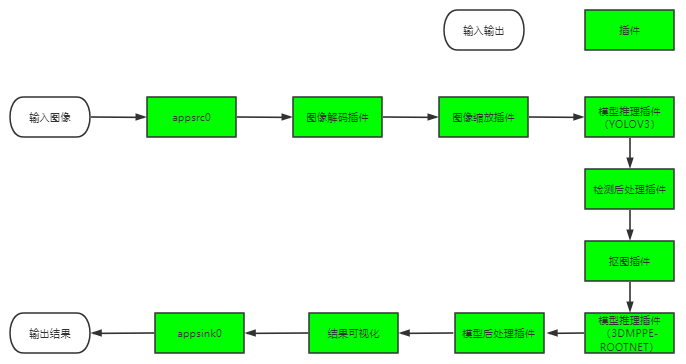 输入输出
插件
输入图像
appsrc0
图像解码插件
图像缩放插件
模型推理插件
（YOLOV3）
检测后处理插件
抠图插件
模型推理插件
（3DMPPE-
ROOTNET）
模型后处理插件
结果可视化
appsink0
输出结果